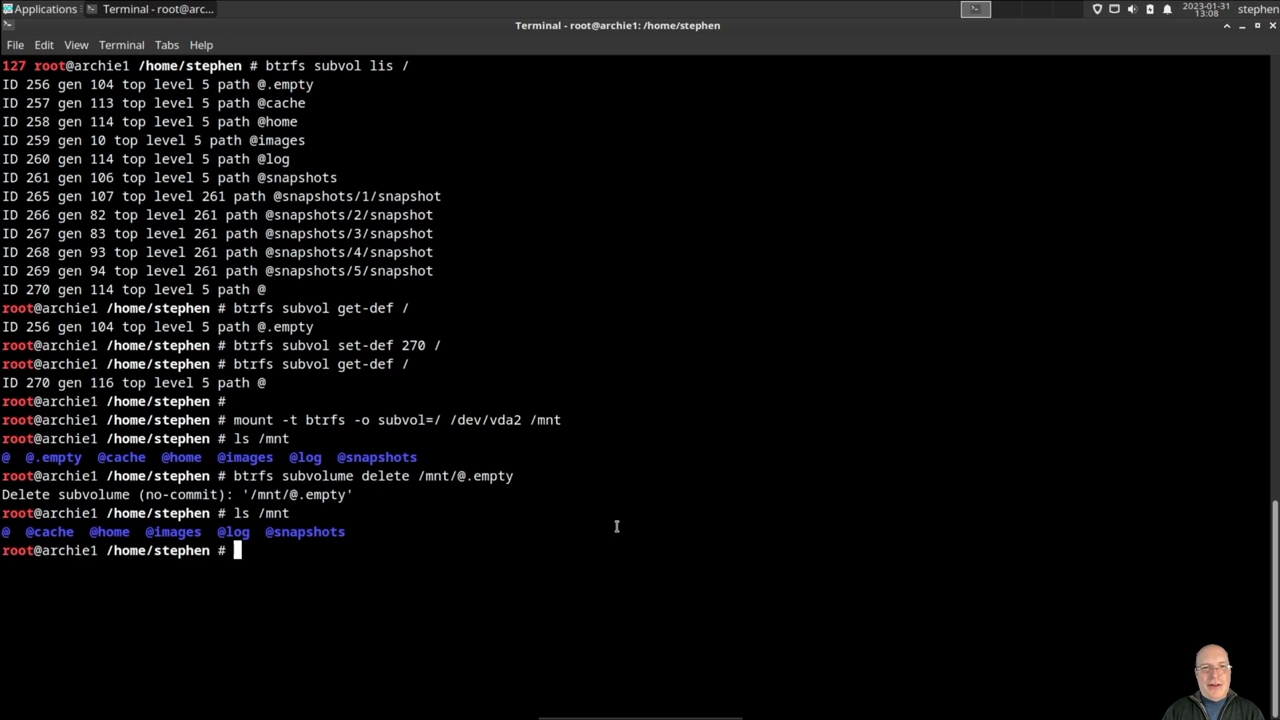 Applications
Terminal - root@arc...
2023-01-31
13:08
stephen
Terminal - root@archie1: /home/stephen
File Edit View Terminal Tabs Help
127 root@archie1 /home/stephen # btrfs subvol lis /
ID 256 gen 104 top level 5 path @.empty
ID 257 gen 113 top level 5 path @cache
ID 258 gen 114 top level 5 path @home
ID 259 gen 10 top level 5 path @images
ID 260 gen 114 top level 5 path @log
ID 261 gen 106 top level 5 path @snapshots
ID 265 gen 107 top level 261 path @snapshots/1/snapshot
ID 266 gen 82 top level 261 path @snapshots/2/snapshot
ID 267 gen 83 top level 261 path @snapshots/3/snapshot
ID 268 gen 93 top level 261 path @snapshots/4/snapshot
ID 269 gen 94 top level 261 path @snapshots/5/snapshot
ID 270 gen 114 top level 5 path @
root@archie1 /home/stephen # btrfs subvol get-def /
ID 256 gen 104 top level 5 path @.empty
root@archie1 /home/stephen # btrfs subvol set-def 270 /
root@archie1 /home/stephen # btrfs subvol get-def /
ID 270 gen 116 top level 5 path @
root@archie1 /home/stephen #
root@archie1 /home/stephen # mount -t btrfs -o subvol=/ /dev/vda2 /mnt
root@archie1 /home/stephen # ls /mnt
@ @.empty @cache @home @images @log @snapshots
root@archie1 /home/stephen # btrfs subvolume delete /mnt/@.empty
Delete subvolume (no-commit): '/mnt/@.empty'
root@archie1 /home/stephen # ls /mnt
@ @cache @home @images @log @snapshots
root@archie1 /home/stephen #